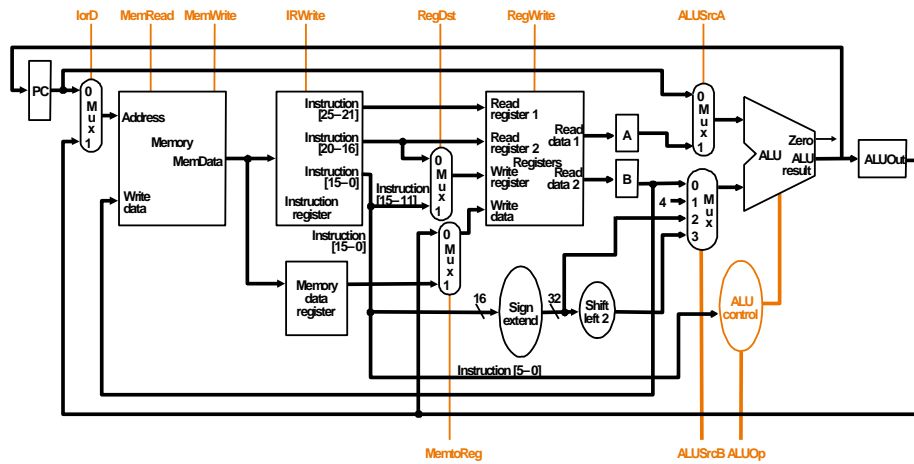 IorD
MemRead
MemWrite
IRWrite
RegDst
RegWrite
ALUSrcA
PC
0
M
u
x
1
Address
Memory
MemData
Write
data
Instruction
[25–21]
Instruction
[20–16]
Instruction
[15–0]
Instruction
register
Instruction
[15–0]
Instruction
[15–11]
Memory
data
register
0
M
u
x
1
0
M
u
x
1
Read
register 1
Read
register 2
Registers
Write
register
Write
data
Read
data 1
Read
data 2
A
B
4
0
M
u
x
1
0
1
2
3
M
u
x
Zero
ALU
ALU
result
ALUOut
16
Sign
extend
32
Shift
left 2
ALU
control
Instruction [5–0]
MemtoReg
ALUSrcB
ALUOp